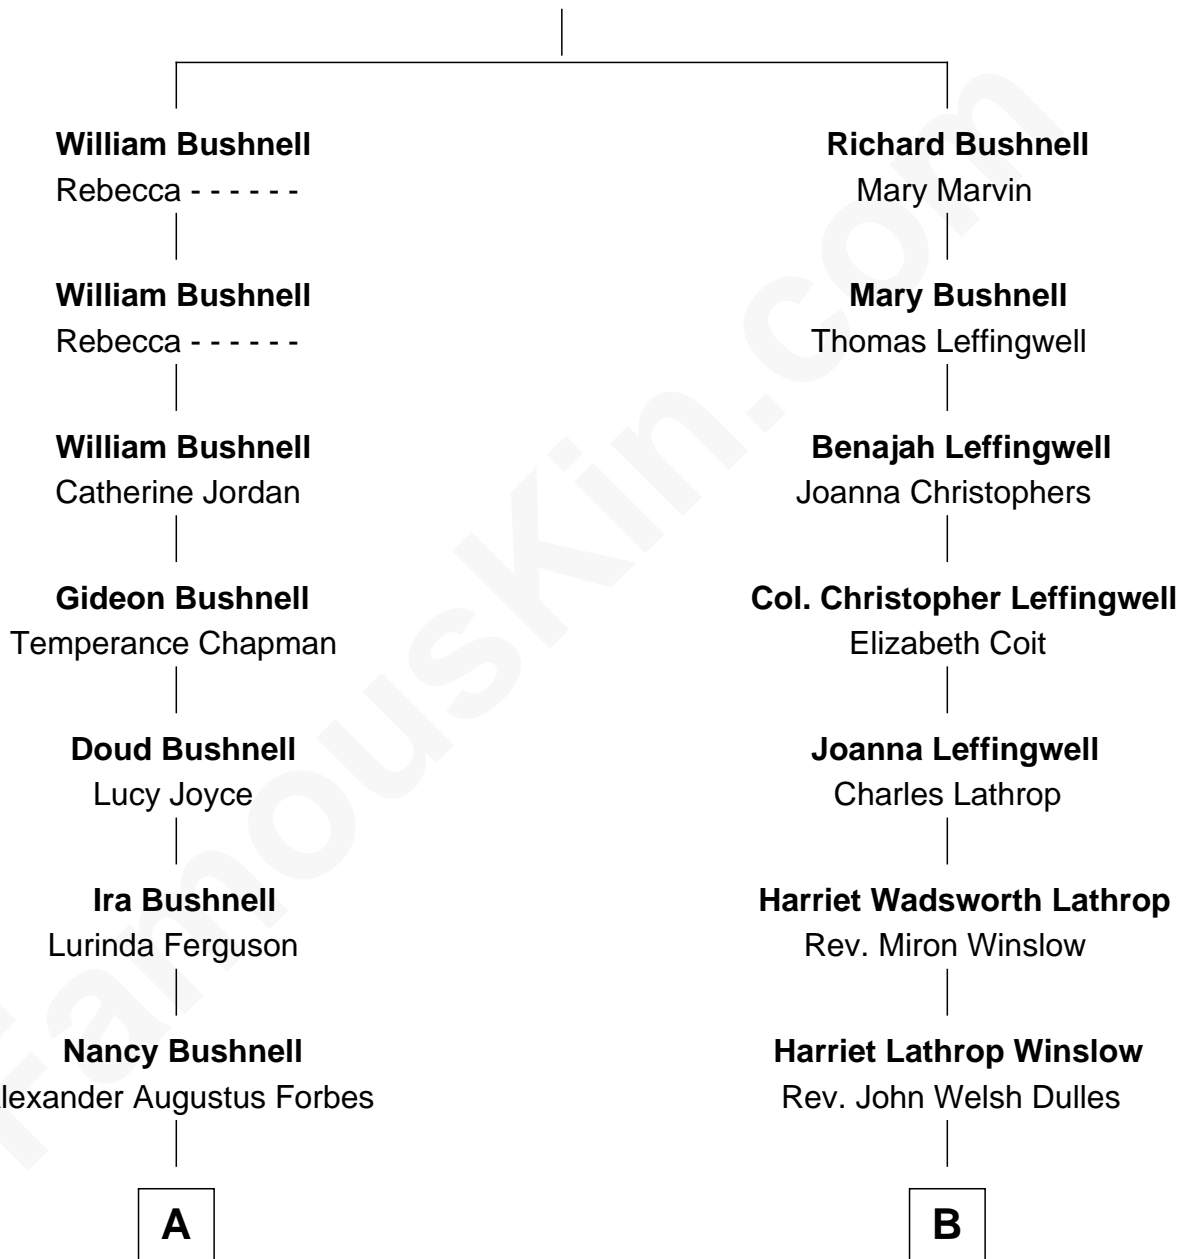 William Bushnell
Rebecca - - - - - -
Richard Bushnell
Mary Marvin
William Bushnell
Rebecca - - - - - -
Mary Bushnell
Thomas Leffingwell
William Bushnell
Catherine Jordan
Benajah Leffingwell
Joanna Christophers
Gideon Bushnell
Temperance Chapman
Col. Christopher Leffingwell
Elizabeth Coit
Doud Bushnell
Lucy Joyce
Joanna Leffingwell
Charles Lathrop
Ira Bushnell
Lurinda Ferguson
Harriet Wadsworth Lathrop
Rev. Miron Winslow
Nancy Bushnell
lexander Augustus Forbes
Harriet Lathrop Winslow
Rev. John Welsh Dulles
A
B
FamousKin.com